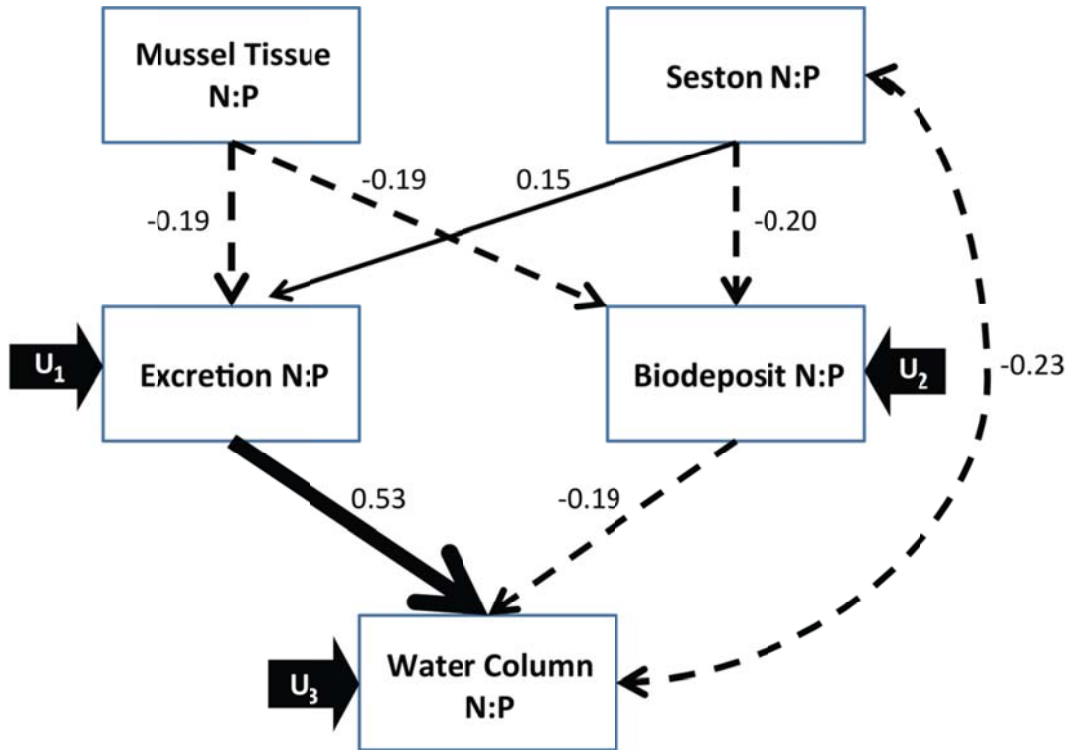 Mussel Tissue
N:P
Seston N:P
-0.19
-0.19
0.15
-0.20
U1
Excretion N:P
Biodeposit N:P
U2
-0.23
0.53
-0.19
U3
Water Column
N:P